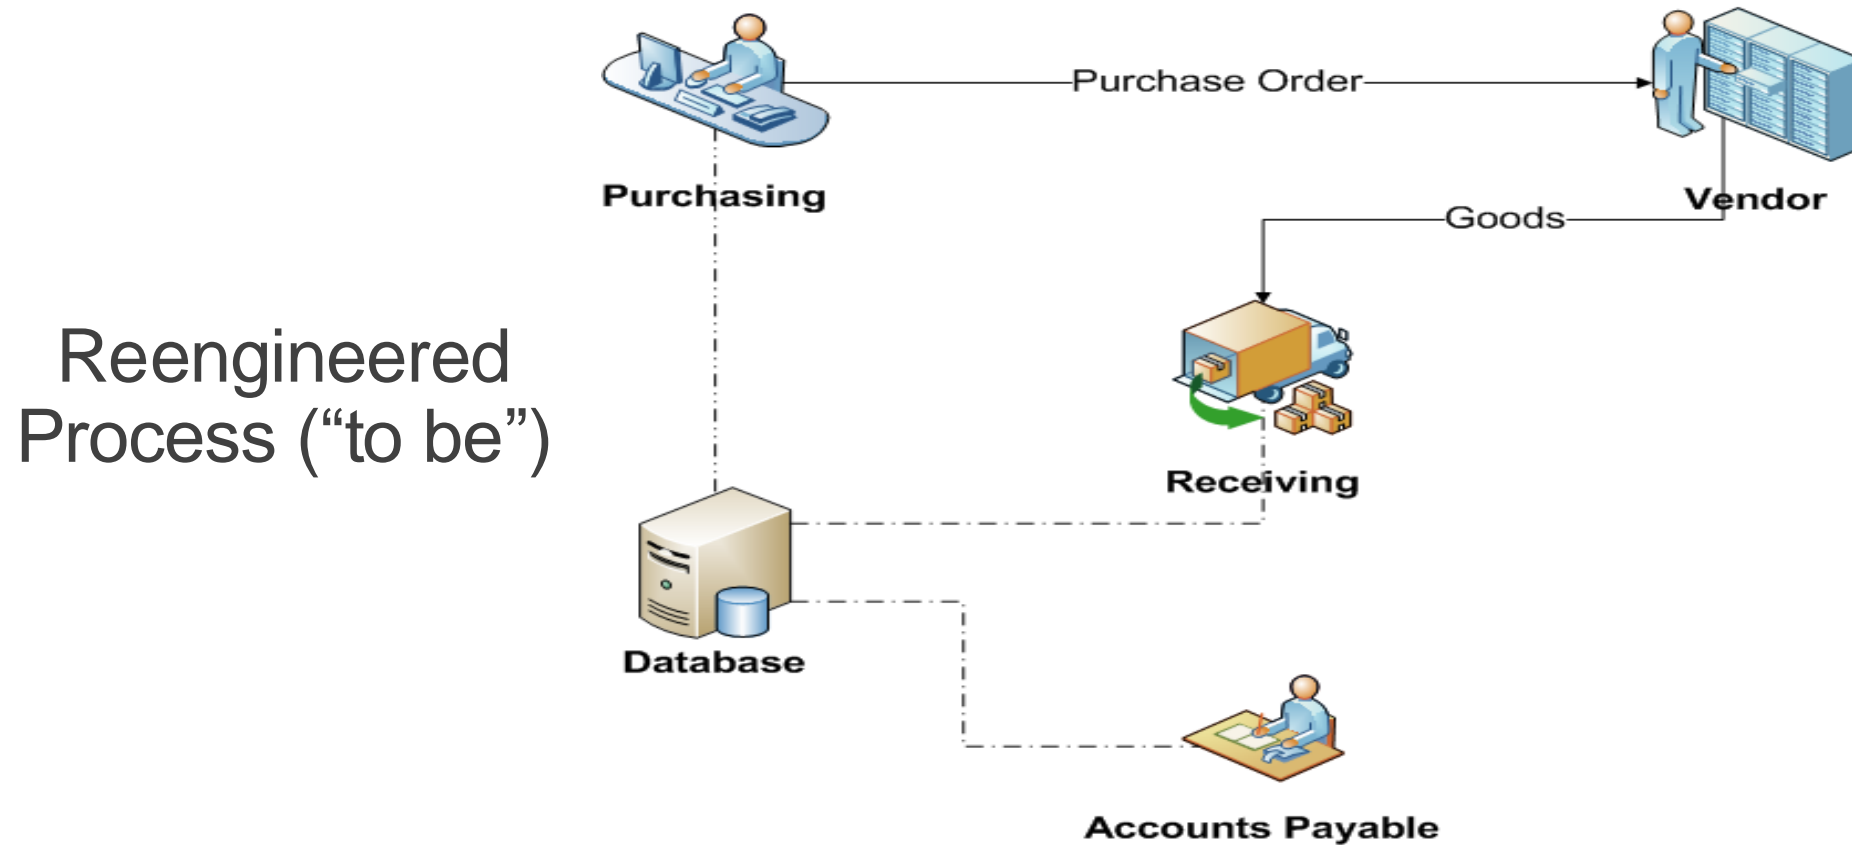 Purchase Order
Purchasing
Vendor
Goods
Reengineered
Process (“to be”)
Receiving
Database
Accounts Payable